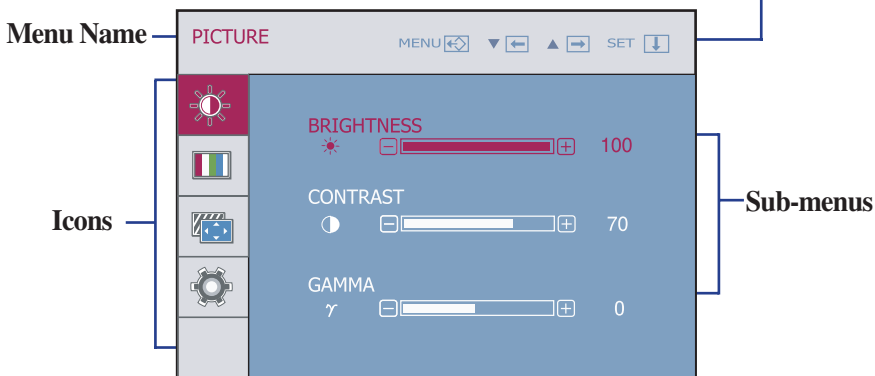 Menu Name
PICTURE
MENU ▼ ▲ SET
BRIGHTNESS
100
CONTRAST
70
GAMMA
γ 0
Icons
Sub-menus